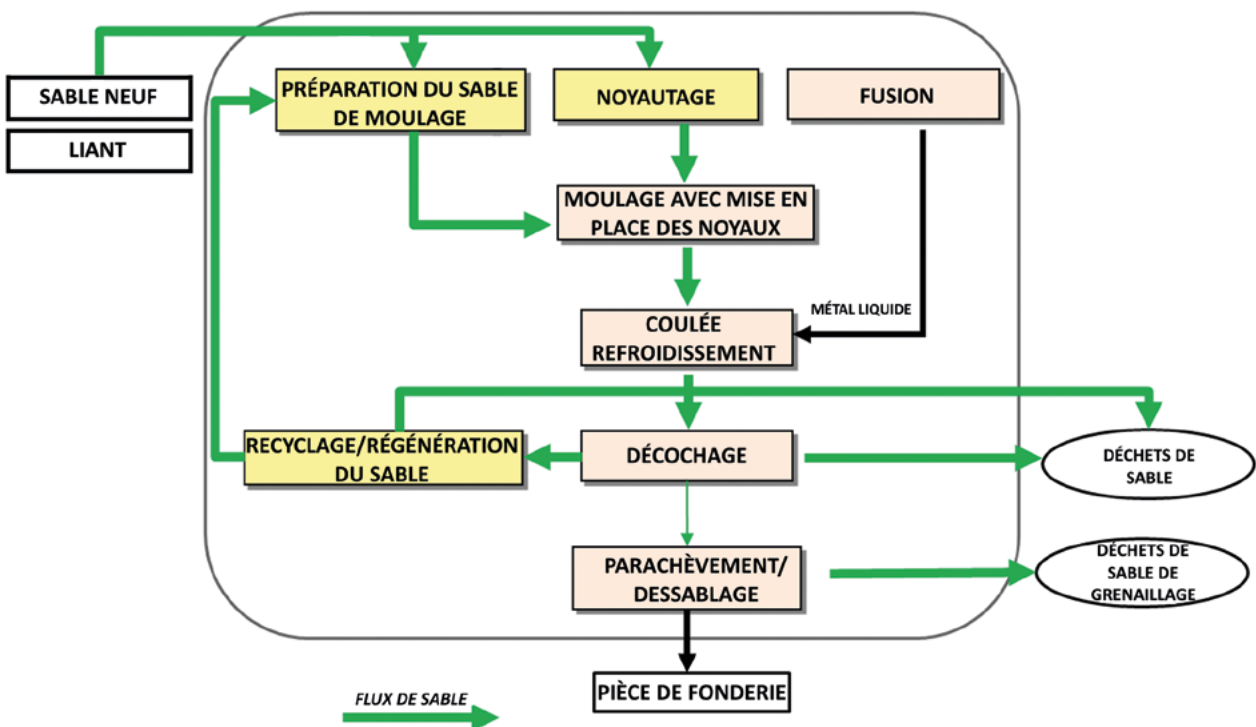 SABLE NEUF
LIANT
PRÉPARATION DU SABLE
DE MOULAGE
NOYAUTAGE
FUSION
MOULAGE AVEC MISE EN
PLACE DES NOYAUX
MÉTAL LIQUIDE
COULÉE
REFROIDISSEMENT
RECYCLAGE/RÉGÉNÉRATION
DU SABLE
DÉCOCHAGE
DÉCHETS DE
SABLE
PARACHÈVEMENT/
DESSABLAGE
DÉCHETS DE
SABLE DE
GRENAILLAGE
PIÈCE DE FONDERIE
FLUX DE SABLE